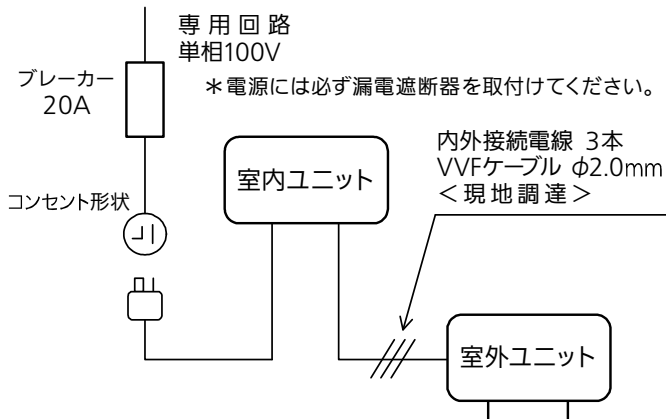 専用回路
単相100V
ブレーカー
20A
＊電源には必ず漏電遮断器を取付けてください。
内外接続電線 3本
VVFケーブル φ2.0mm
＜現地調達＞
室内ユニット
コンセント形状
室外ユニット